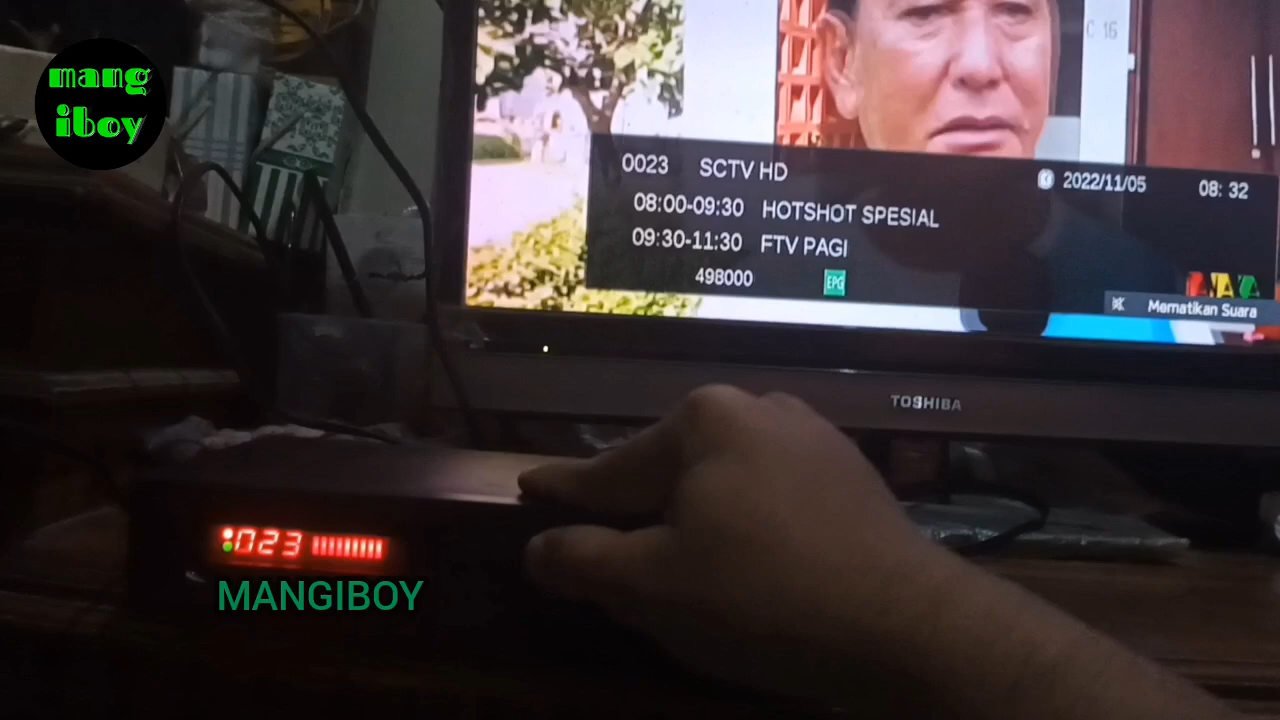 mang
iboy
C 16
0023 SCTV HD 2022/11/05 08: 32
08:00-09:30 HOTSHOT SPESIAL
09:30-11:30 FTV PAGI
498000 EPG
Mematikan Suara
TOSHIBA
023
MANGIBOY